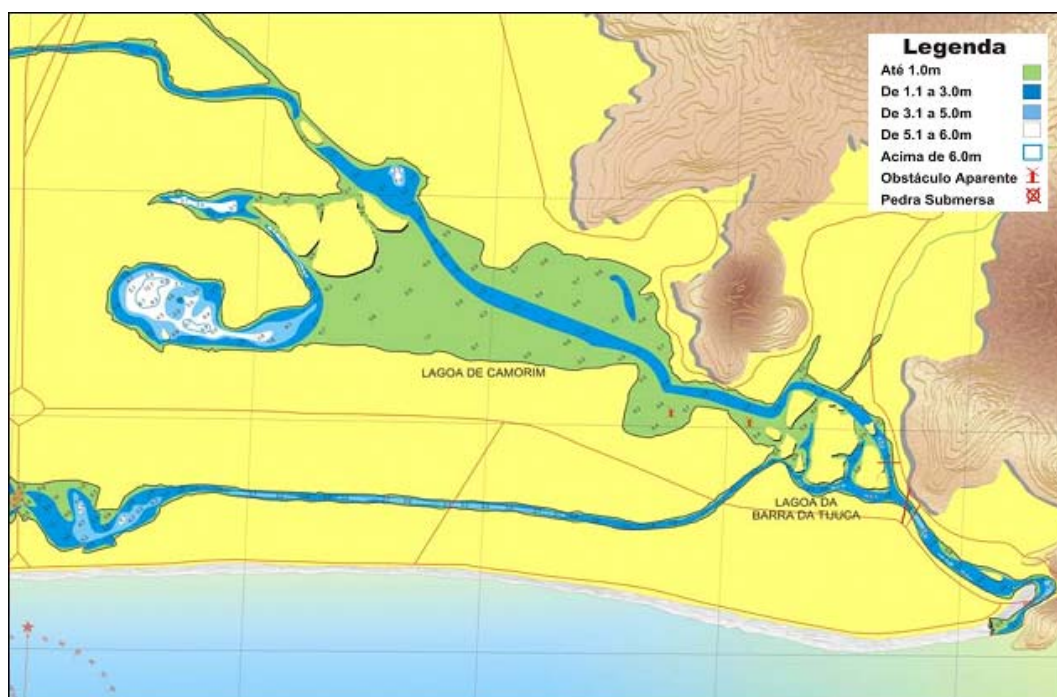 Legenda
Até 1.0m
De 1.1 a 3.0m
De 3.1 a 5.0m
De 5.1 a 6.0m
Acima de 6.0m
Obstáculo Aparente
Pedra Submersa
LAGOA DE CAMORIM
LAGOA DA
BARRA DA TIJUCA